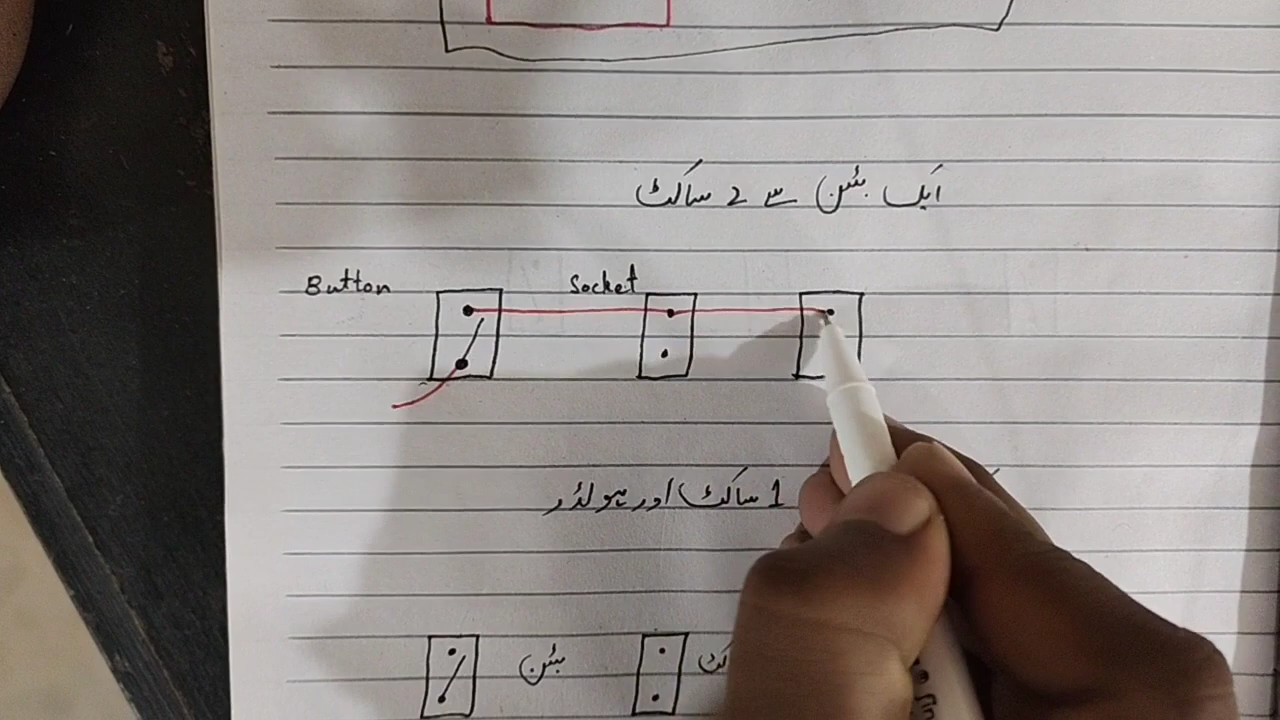 ایک بٹن سے 2 ساکٹ
Button Socket
1 ساکٹ اور ہولڈر
بٹن